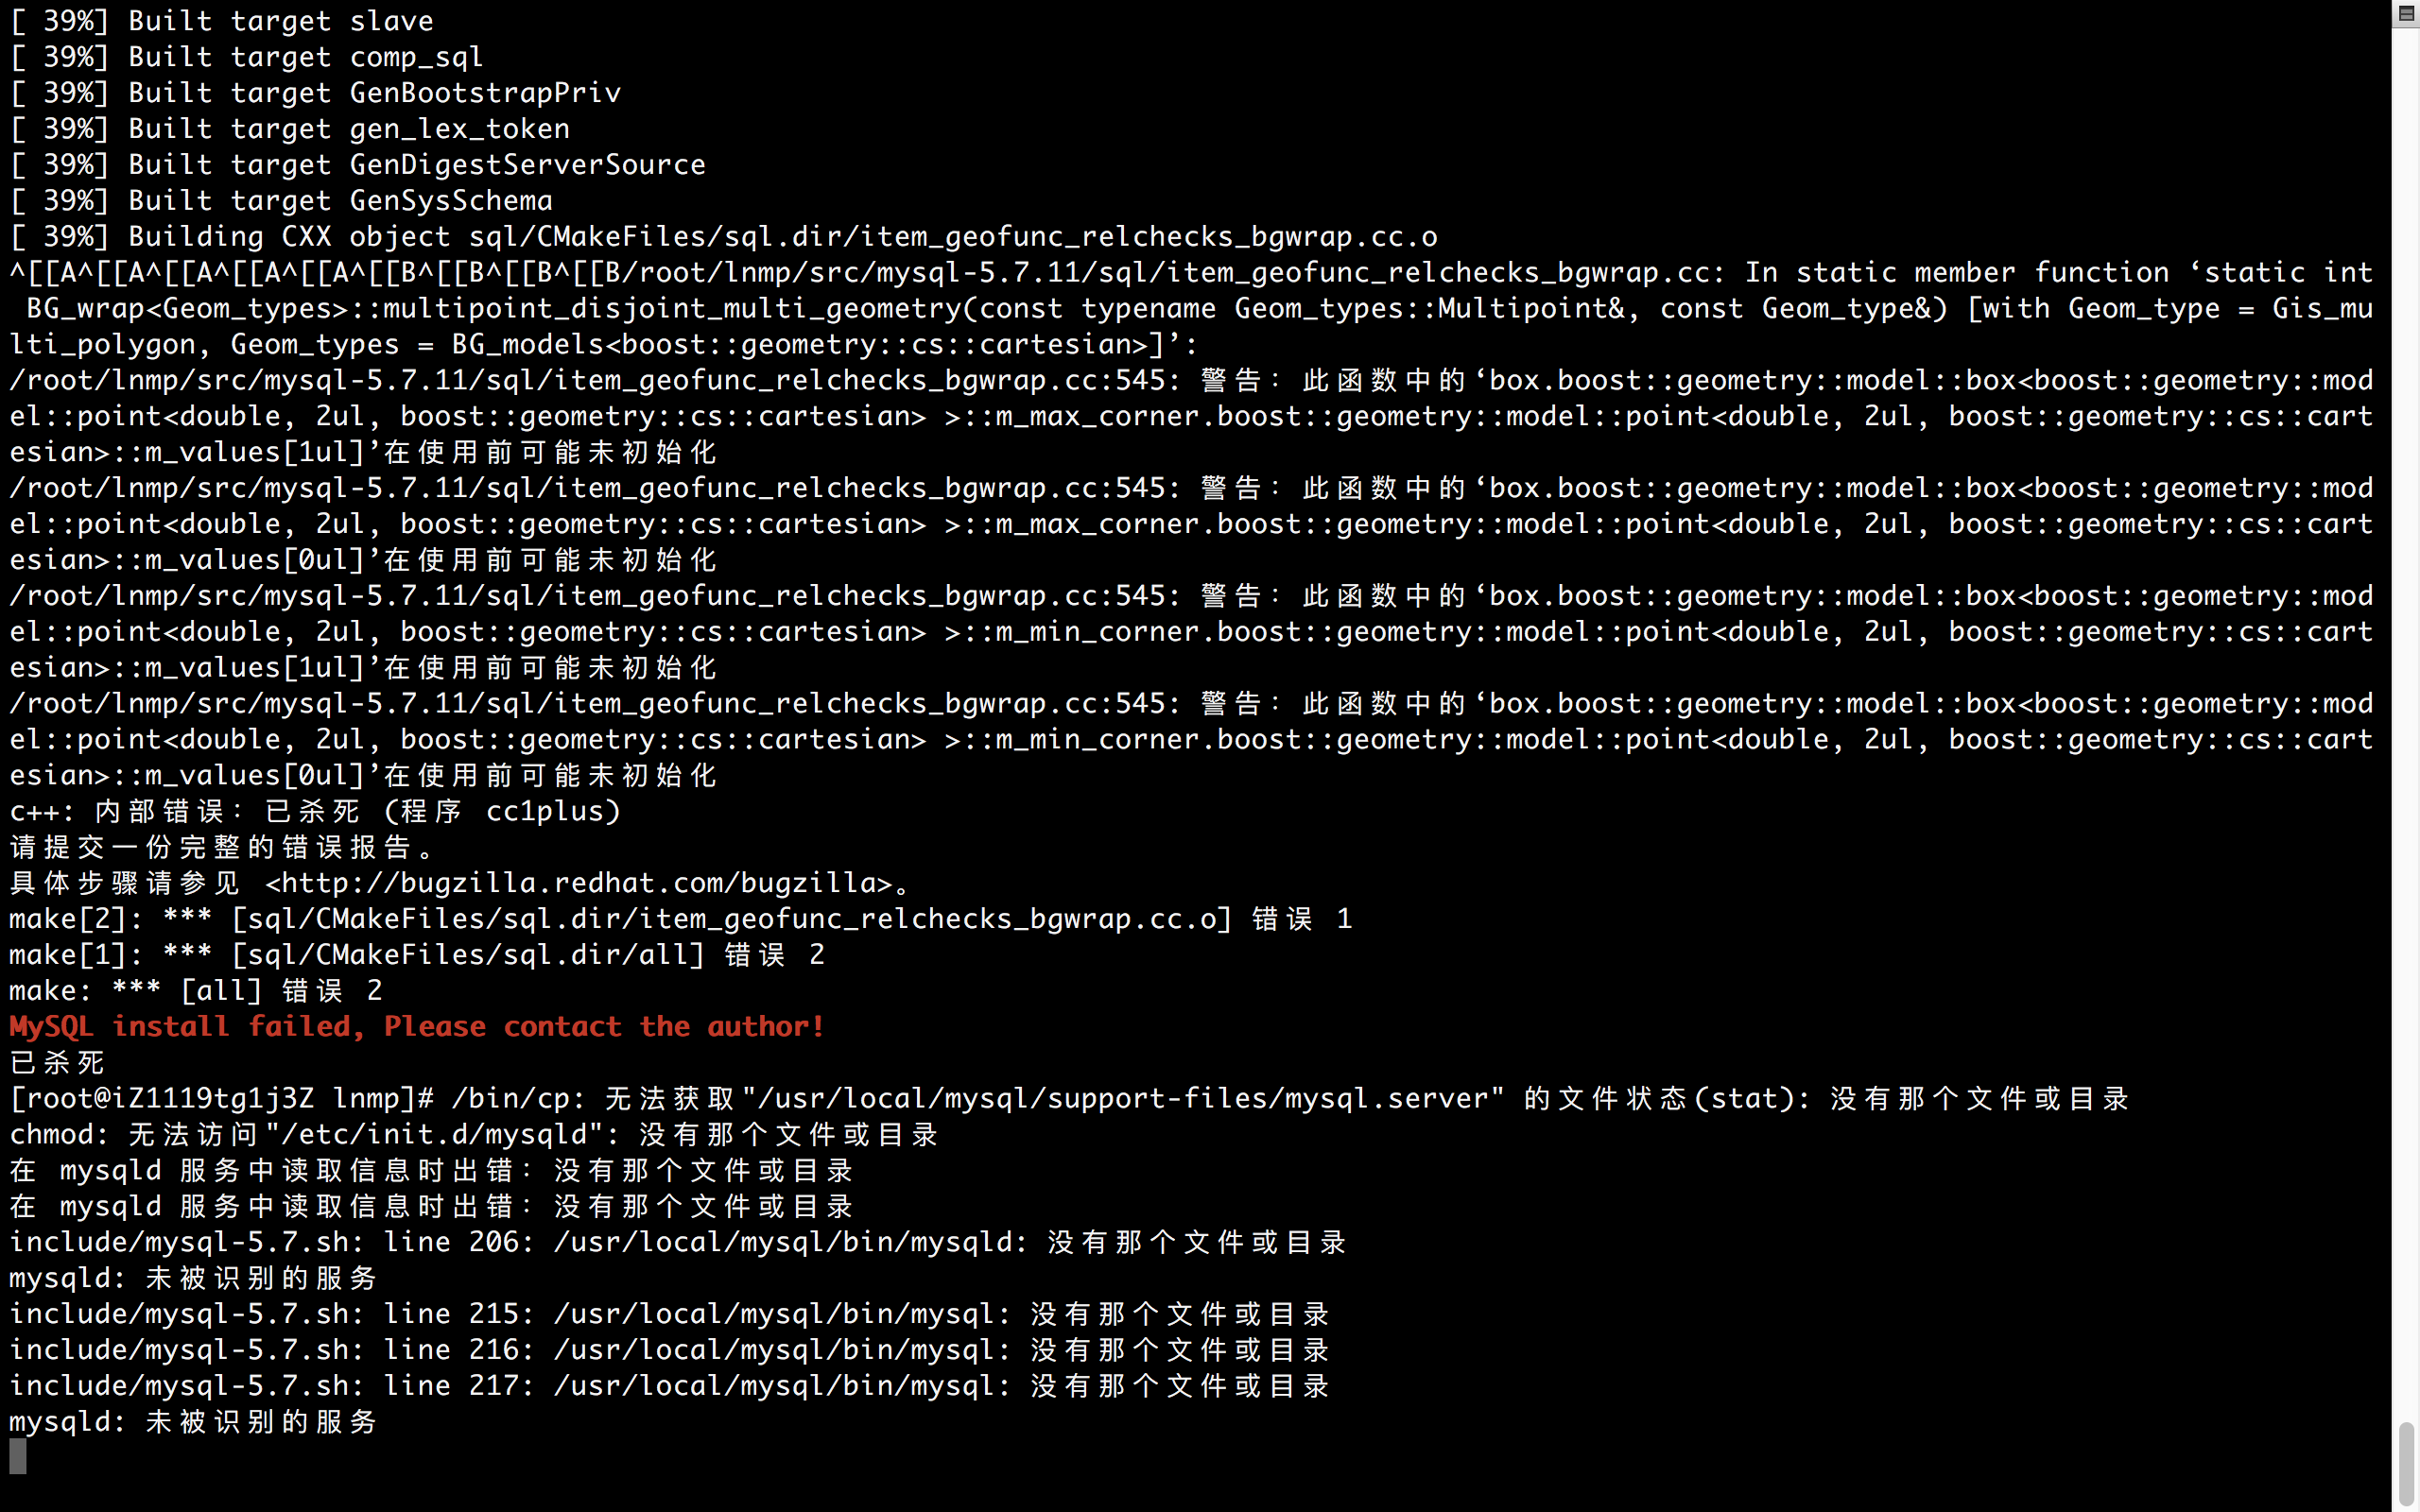 [ 39%] Built target slave
[ 39%] Built target comp_sql
[ 39%] Built target GenBootstrapPriv
[ 39%] Built target gen_lex_token
[ 39%] Built target GenDigestServerSource
[ 39%] Built target GenSysSchema
[ 39%] Building CXX object sql/CMakeFiles/sql.dir/item_geofunc_relchecks_bgwrap.cc.o
^[[A^[[A^[[A^[[A^[[A^[[B^[[B^[[B^[[B/root/lnmp/src/mysql-5.7.11/sql/item_geofunc_relchecks_bgwrap.cc: In static member function ‘static int
 BG_wrap<Geom_types>::multipoint_disjoint_multi_geometry(const typename Geom_types::Multipoint&, const Geom_type&) [with Geom_type = Gis_mu
lti_polygon, Geom_types = BG_models<boost::geometry::cs::cartesian>]’:
/root/lnmp/src/mysql-5.7.11/sql/item_geofunc_relchecks_bgwrap.cc:545: 警告：此函数中的‘box.boost::geometry::model::box<boost::geometry::mod
el::point<double, 2ul, boost::geometry::cs::cartesian> >::m_max_corner.boost::geometry::model::point<double, 2ul, boost::geometry::cs::cart
esian>::m_values[1ul]’在使用前可能未初始化
/root/lnmp/src/mysql-5.7.11/sql/item_geofunc_relchecks_bgwrap.cc:545: 警告：此函数中的‘box.boost::geometry::model::box<boost::geometry::mod
el::point<double, 2ul, boost::geometry::cs::cartesian> >::m_max_corner.boost::geometry::model::point<double, 2ul, boost::geometry::cs::cart
esian>::m_values[0ul]’在使用前可能未初始化
/root/lnmp/src/mysql-5.7.11/sql/item_geofunc_relchecks_bgwrap.cc:545: 警告：此函数中的‘box.boost::geometry::model::box<boost::geometry::mod
el::point<double, 2ul, boost::geometry::cs::cartesian> >::m_min_corner.boost::geometry::model::point<double, 2ul, boost::geometry::cs::cart
esian>::m_values[1ul]’在使用前可能未初始化
/root/lnmp/src/mysql-5.7.11/sql/item_geofunc_relchecks_bgwrap.cc:545: 警告：此函数中的‘box.boost::geometry::model::box<boost::geometry::mod
el::point<double, 2ul, boost::geometry::cs::cartesian> >::m_min_corner.boost::geometry::model::point<double, 2ul, boost::geometry::cs::cart
esian>::m_values[0ul]’在使用前可能未初始化
c++: 内部错误：已杀死 (程序 cc1plus)
请提交一份完整的错误报告。
具体步骤请参见 <http://bugzilla.redhat.com/bugzilla>。
make[2]: *** [sql/CMakeFiles/sql.dir/item_geofunc_relchecks_bgwrap.cc.o] 错误 1
make[1]: *** [sql/CMakeFiles/sql.dir/all] 错误 2
make: *** [all] 错误 2
MySQL install failed, Please contact the author!
已杀死
[root@iZ1119tg1j3Z lnmp]# /bin/cp: 无法获取"/usr/local/mysql/support-files/mysql.server" 的文件状态(stat): 没有那个文件或目录
chmod: 无法访问"/etc/init.d/mysqld": 没有那个文件或目录
在 mysqld 服务中读取信息时出错：没有那个文件或目录
在 mysqld 服务中读取信息时出错：没有那个文件或目录
include/mysql-5.7.sh: line 206: /usr/local/mysql/bin/mysqld: 没有那个文件或目录
mysqld: 未被识别的服务
include/mysql-5.7.sh: line 215: /usr/local/mysql/bin/mysql: 没有那个文件或目录
include/mysql-5.7.sh: line 216: /usr/local/mysql/bin/mysql: 没有那个文件或目录
include/mysql-5.7.sh: line 217: /usr/local/mysql/bin/mysql: 没有那个文件或目录
mysqld: 未被识别的服务